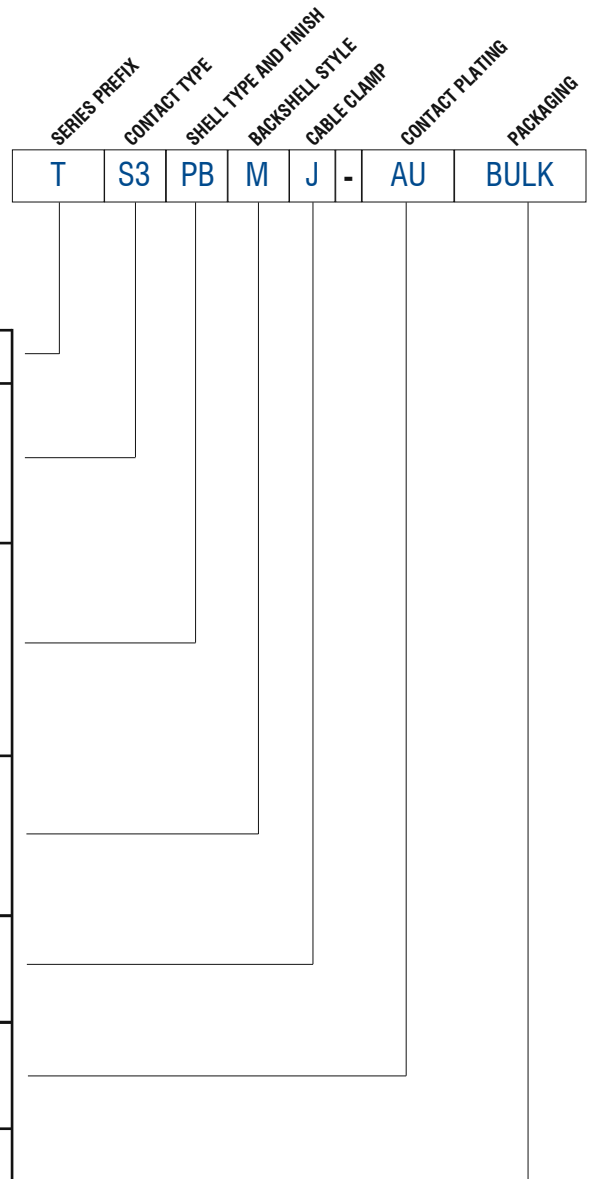 SERIES PREFIX
CONTACT TYPE
SHELL TYPE AND FINISH
BACKSHELL STYLE
CABLE CLAMP
CONTACT PLATING
PACKAGING
T S3 PB M J - AU BULK